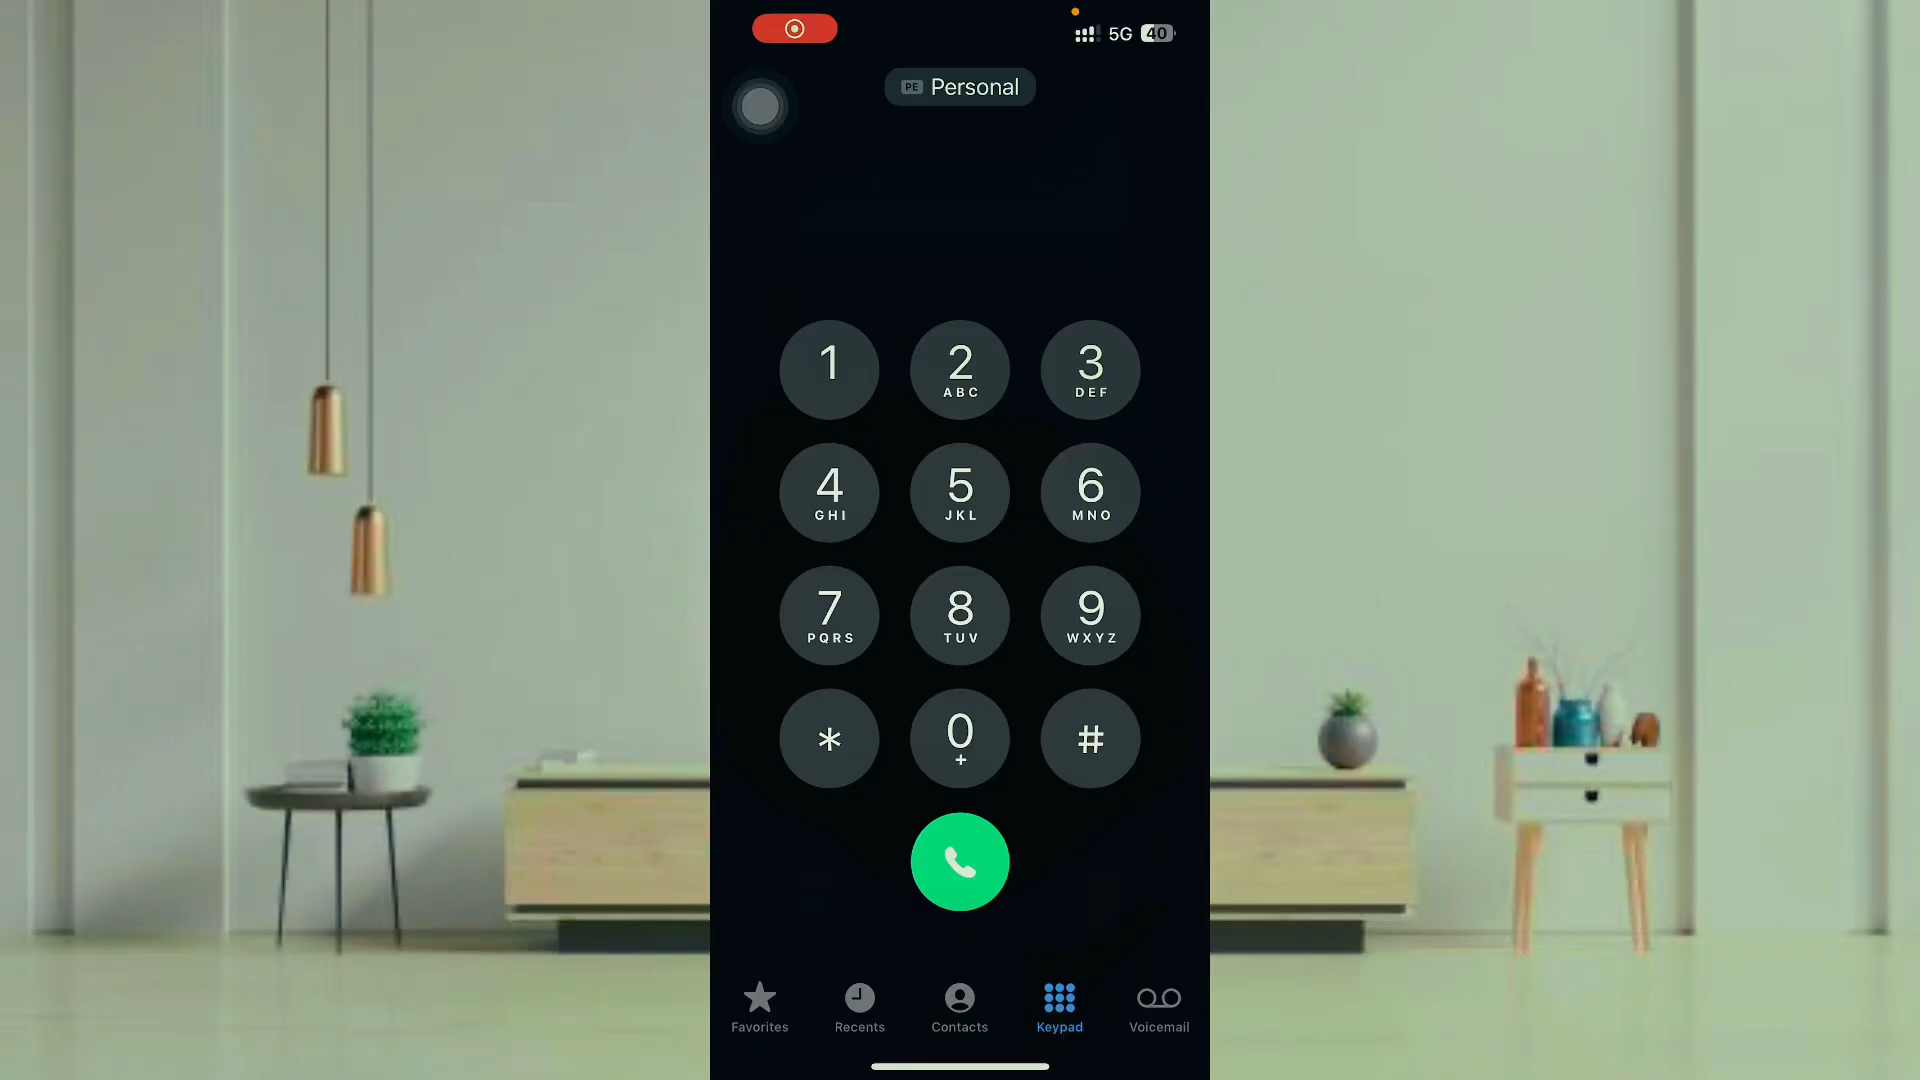 5G 40
PE Personal
1 2 3
ABC DEF
4 5 6
GHI JKL MNO
7 8 9
PQRS TUV WXYZ
* 0 #
+
Favorites Recents Contacts Keypad Voicemail